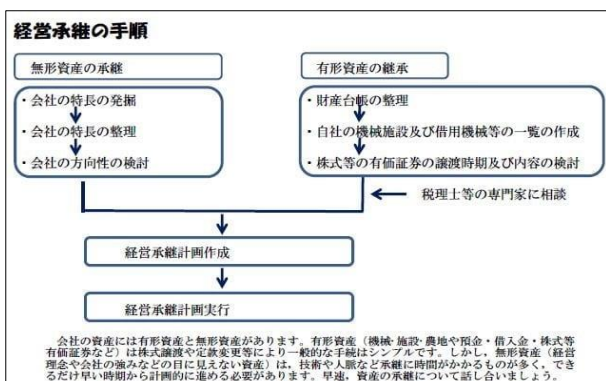 経営承継の手順
無形資産の承継
・会社の特長の発掘
・会社の特長の整理
・会社の方向性の検討
有形資産の継承
・財産台帳の整理
・自社の機械施設及び借用機械等の一覧の作成
・株式等の有価証券の譲渡時期及び内容の検討
税理士等の専門家に相談
経営承継計画作成
経営承継計画実行
会社の資産には有形資産と無形資産があります。有形資産（機械・施設・農地や預金・借入金・株式等
有価証券など）は株式譲渡や定款変更等により一般的な手続はシンプルです。しかし、無形資産（経営
理念や会社の強みなどの目に見えない資産）は、技術や人脈など承継に時間がかかるものが多く、でき
るだけ早い時期から計画的に進める必要があります。早速、資産の承継について話し合いましょう。